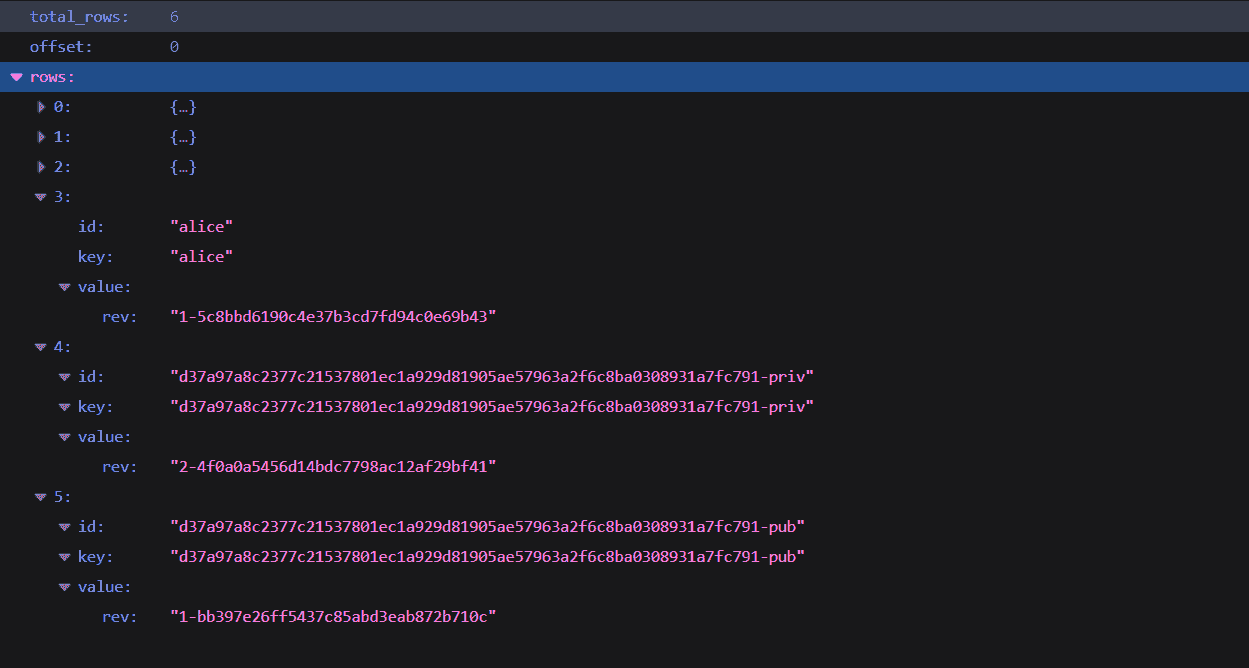 total_rows: 6
offset: 0
rows:
0: {…}
1: {…}
2: {…}
3:
id: "alice"
key: "alice"
value:
rev: "1-5c8bbd6190c4e37b3cd7fd94c0e69b43"
4:
id: "d37a97a8c2377c21537801ec1a929d81905ae57963a2f6c8ba0308931a7fc791-priv"
key: "d37a97a8c2377c21537801ec1a929d81905ae57963a2f6c8ba0308931a7fc791-priv"
value:
rev: "2-4f0a0a5456d14bdc7798ac12af29bf41"
5:
id: "d37a97a8c2377c21537801ec1a929d81905ae57963a2f6c8ba0308931a7fc791-pub"
key: "d37a97a8c2377c21537801ec1a929d81905ae57963a2f6c8ba0308931a7fc791-pub"
value:
rev: "1-bb397e26ff5437c85abd3eab872b710c"